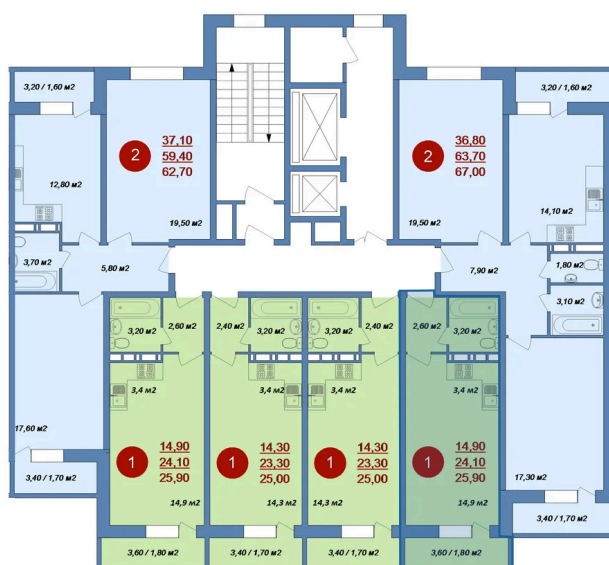 3,20 / 1,60 м2
3,20 / 1,60 м2
2
37,10
59,40
62,70
2
36,80
63,70
67,00
12,80 м2
19,50 м2
19,50 м2
14,10 м2
3,70 м2
5,80 м2
7,90 м2
1,80 м2
3,10 м2
3,20 м2
2,60 м2
2,40 м2
3,20 м2
3,20 м2
2,40 м2
2,60 м2
3,20 м2
3,4 м2
3,4 м2
3,4 м2
3,4 м2
17,60 м2
1
14,90
24,10
25,90
1
14,30
23,30
25,00
1
14,30
23,30
25,00
1
14,90
24,10
25,90
17,30 м2
3,40 / 1,70 м2
14,9 м2
14,3 м2
14,3 м2
14,9 м2
3,40 / 1,70 м2
3,60 / 1,80 м2
3,40 / 1,70 м2
3,40 / 1,70 м2
3,60 / 1,80 м2